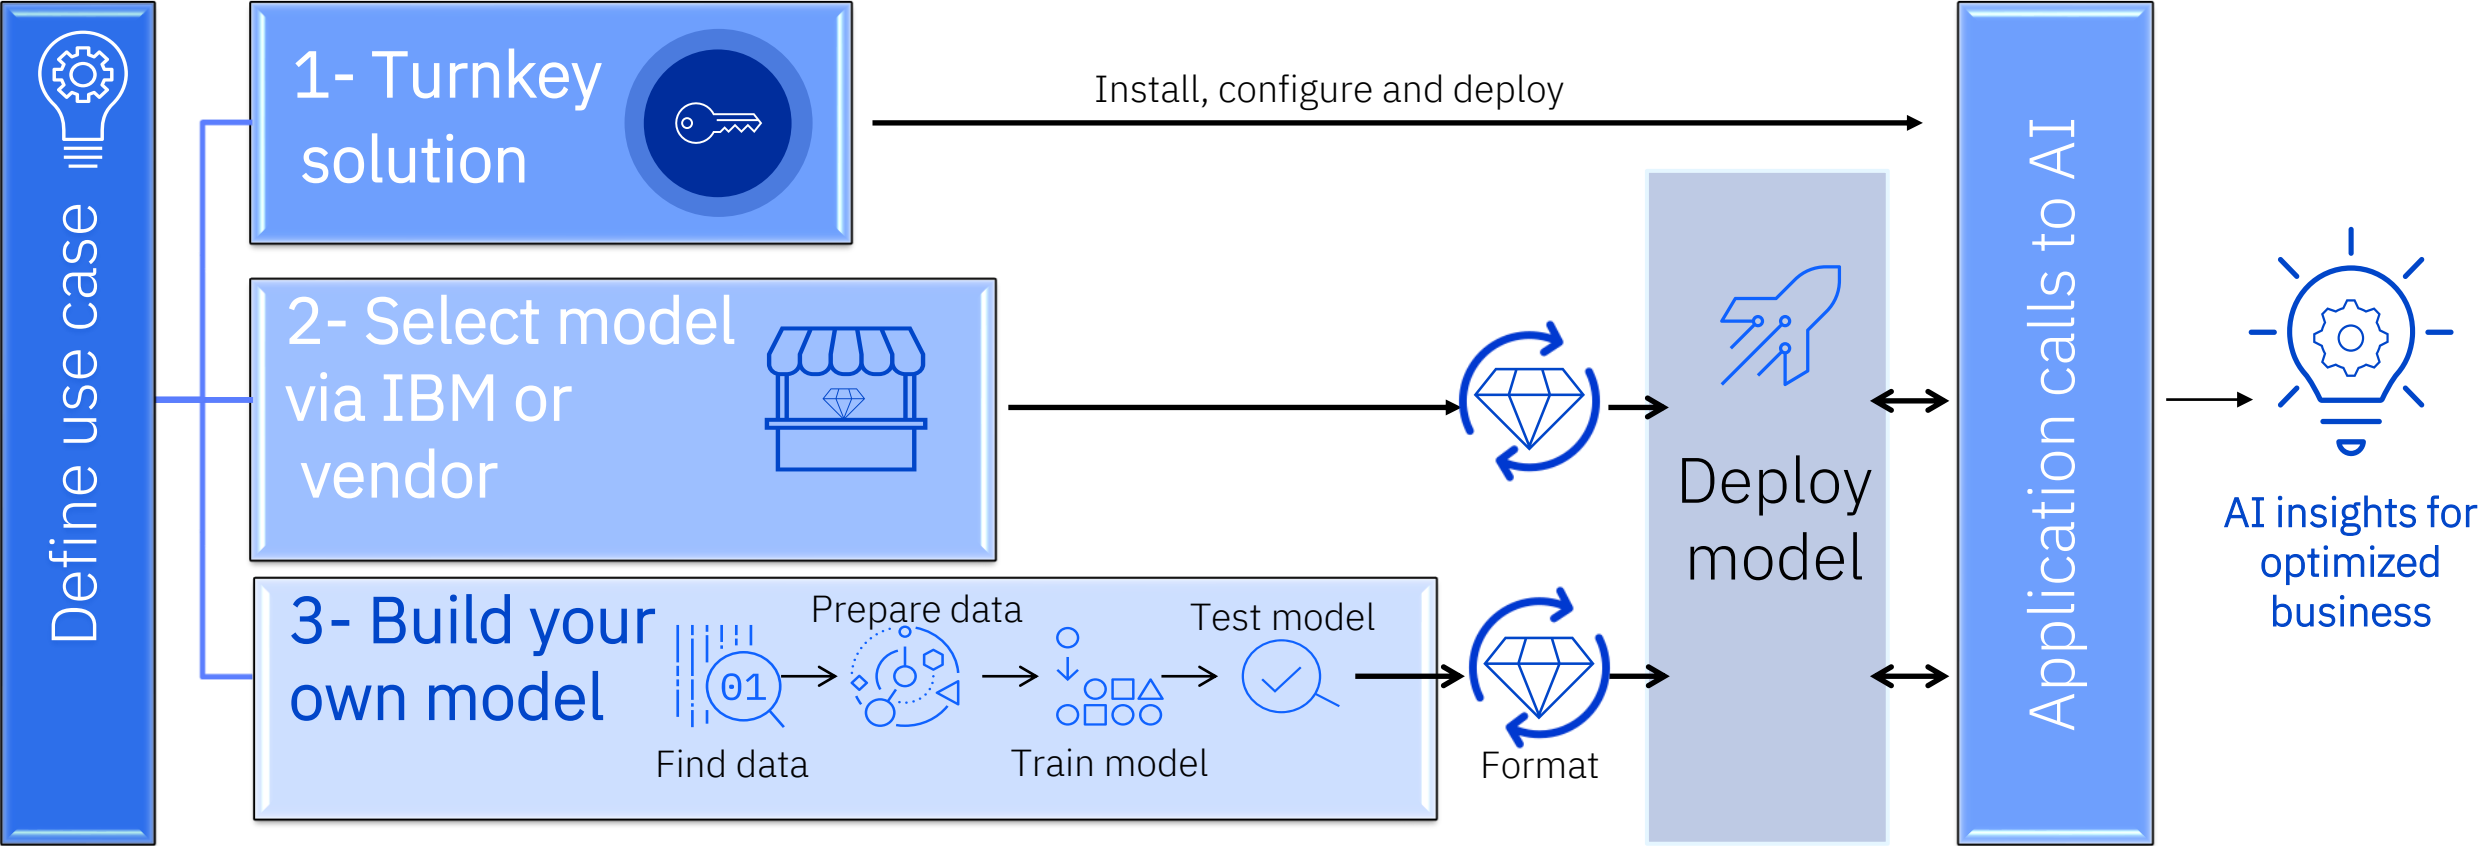 Define use case
1- Turnkey
solution
Install, configure and deploy
2- Select model
via IBM or
vendor
3- Build your
own model
Find data
01
Prepare data
Train model
Test model
Format
Deploy
model
Application calls to AI
AI insights for
optimized
business